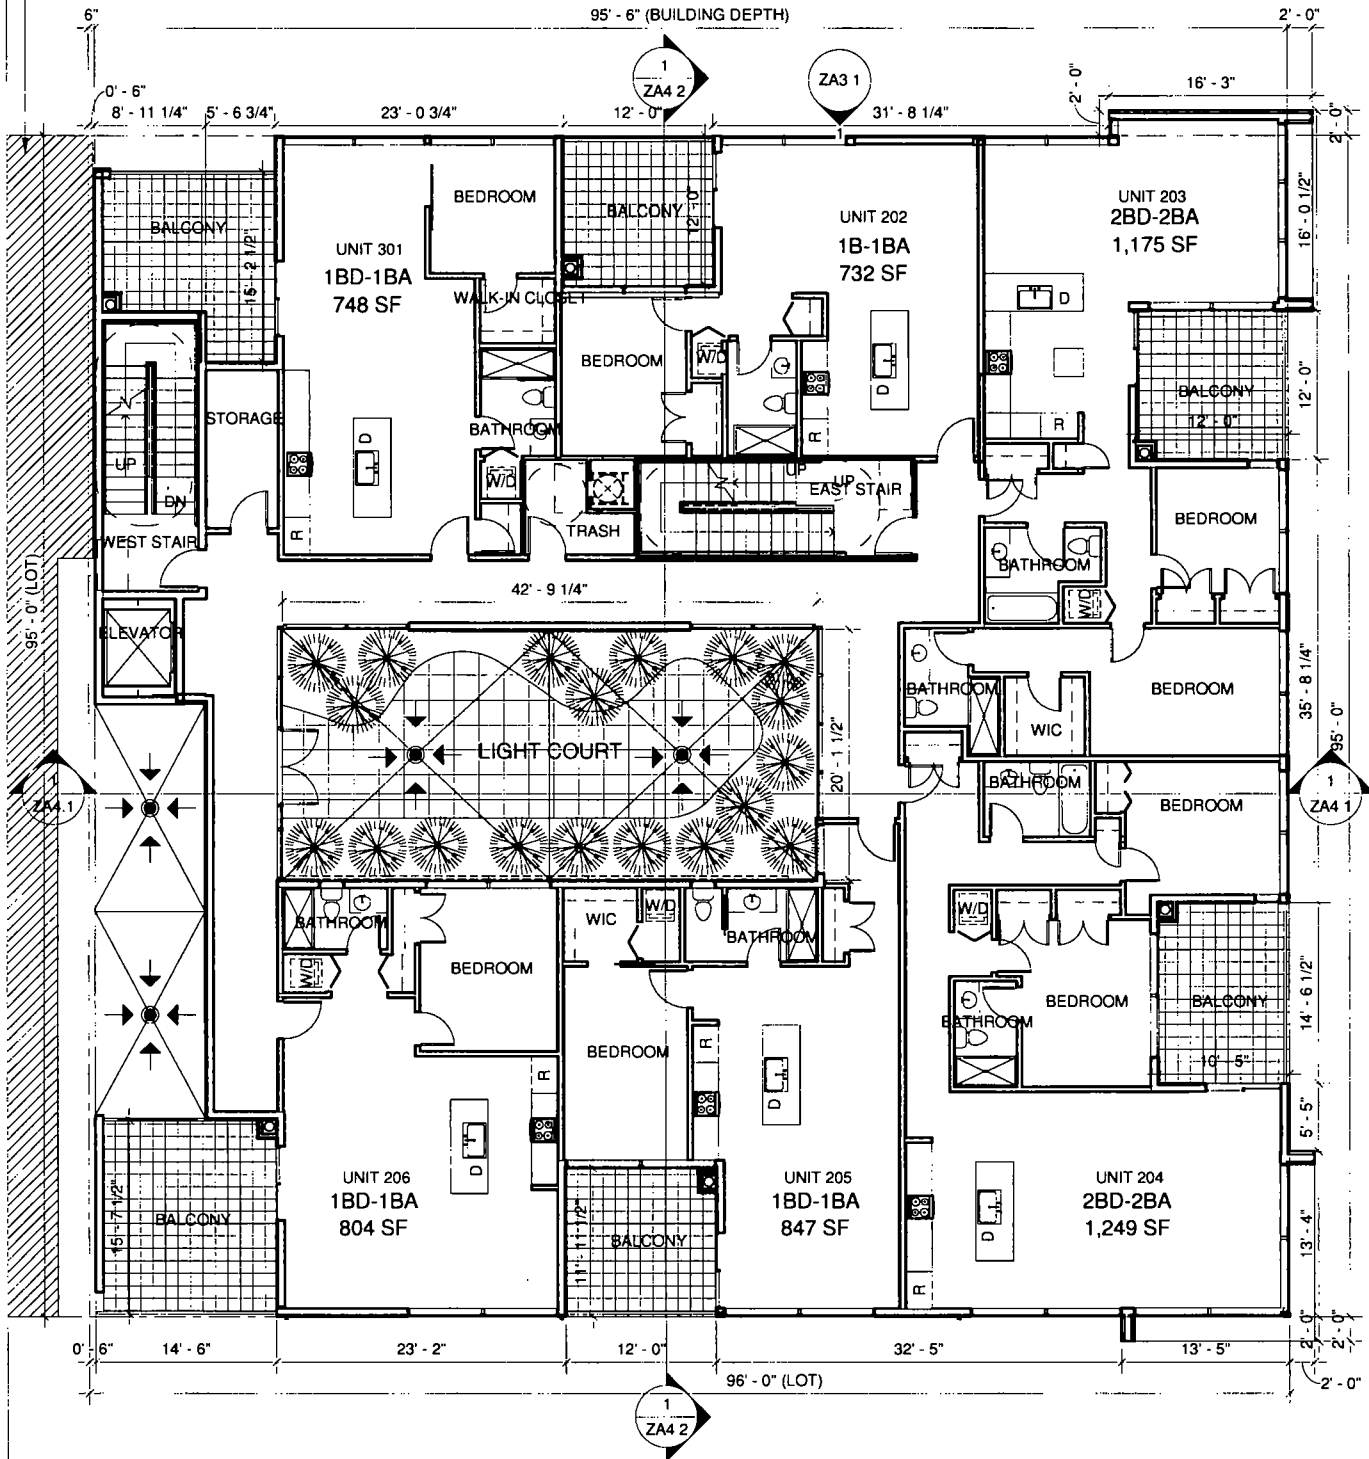 6"
95' - 6" (BUILDING DEPTH)
2' - 0"
1
ZA4 2
ZA3 1
1
0' - 6"
8' - 11 1/4"
5' - 6 3/4"
23' - 0 3/4"
12' - 0"
31' - 8 1/4"
2' - 0"
16' - 3"
2' - 0"
BALCONY
15' - 2 1/2"
UNIT 301
1BD-1BA
748 SF
BEDROOM
WALK-IN CLOSET
BALCONY
12' - 0"
UNIT 202
1B-1BA
732 SF
UNIT 203
2BD-2BA
1,175 SF
16' - 0 1/2"
D
BEDROOM
W/D
D
R
BALCONY
12' - 0"
12' - 0"
R
STORAGE
D
BATHROOM
W/D
R
UP
DN
WEST STAIR
TRASH
UP
UP
EAST STAIR
BEDROOM
BATHROOM
W/D
95' - 0" (LOT)
42' - 9 1/4"
ELEVATOR
BATHROOM
WIC
BEDROOM
35' - 8 1/4"
95' - 0"
LIGHT COURT
20' - 1 1/2"
1
ZA4.1
1
ZA4 1
BATHROOM
BEDROOM
BATHROOM
W/D
BEDROOM
WIC
W/D
BATHROOM
W/D
BEDROOM
BATHROOM
BALCONY
10' - 5"
14' - 6 1/2"
BEDROOM
R
D
R
D
5' - 5"
BALCONY
15' - 7 1/2"
UNIT 206
1BD-1BA
804 SF
BALCONY
11' - 11 1/2"
UNIT 205
1BD-1BA
847 SF
D
R
UNIT 204
2BD-2BA
1,249 SF
13' - 4"
2' - 0"
2' - 0"
0' - 6"
14' - 6"
23' - 2"
12' - 0"
32' - 5"
13' - 5"
2' - 0"
96' - 0" (LOT)
1
ZA4 2